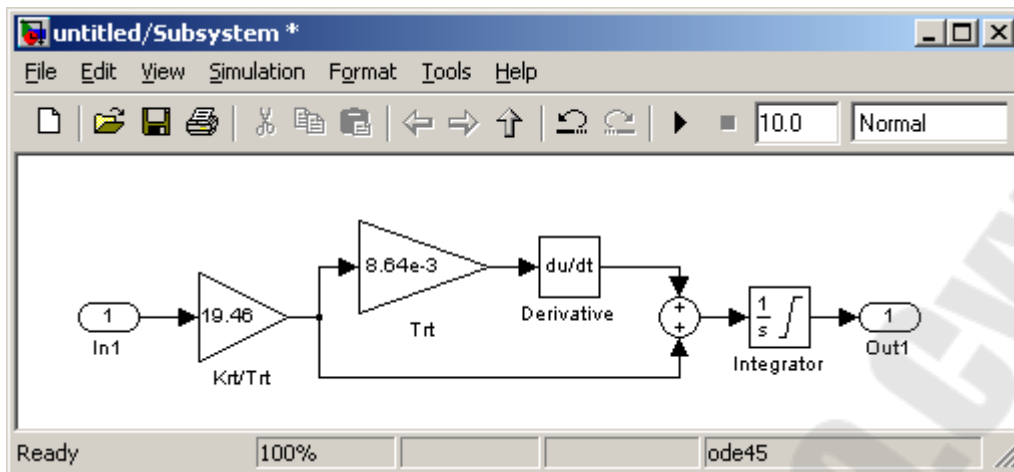 untitled/Subsystem *
File Edit View Simulation Format Tools Help
10.0 Normal
8.64e-3
Trt
du/dt
Derivative
1
In1
19.46
Krt/Trt
+
+
1
s
Integrator
1
Out1
Ready 100% ode45